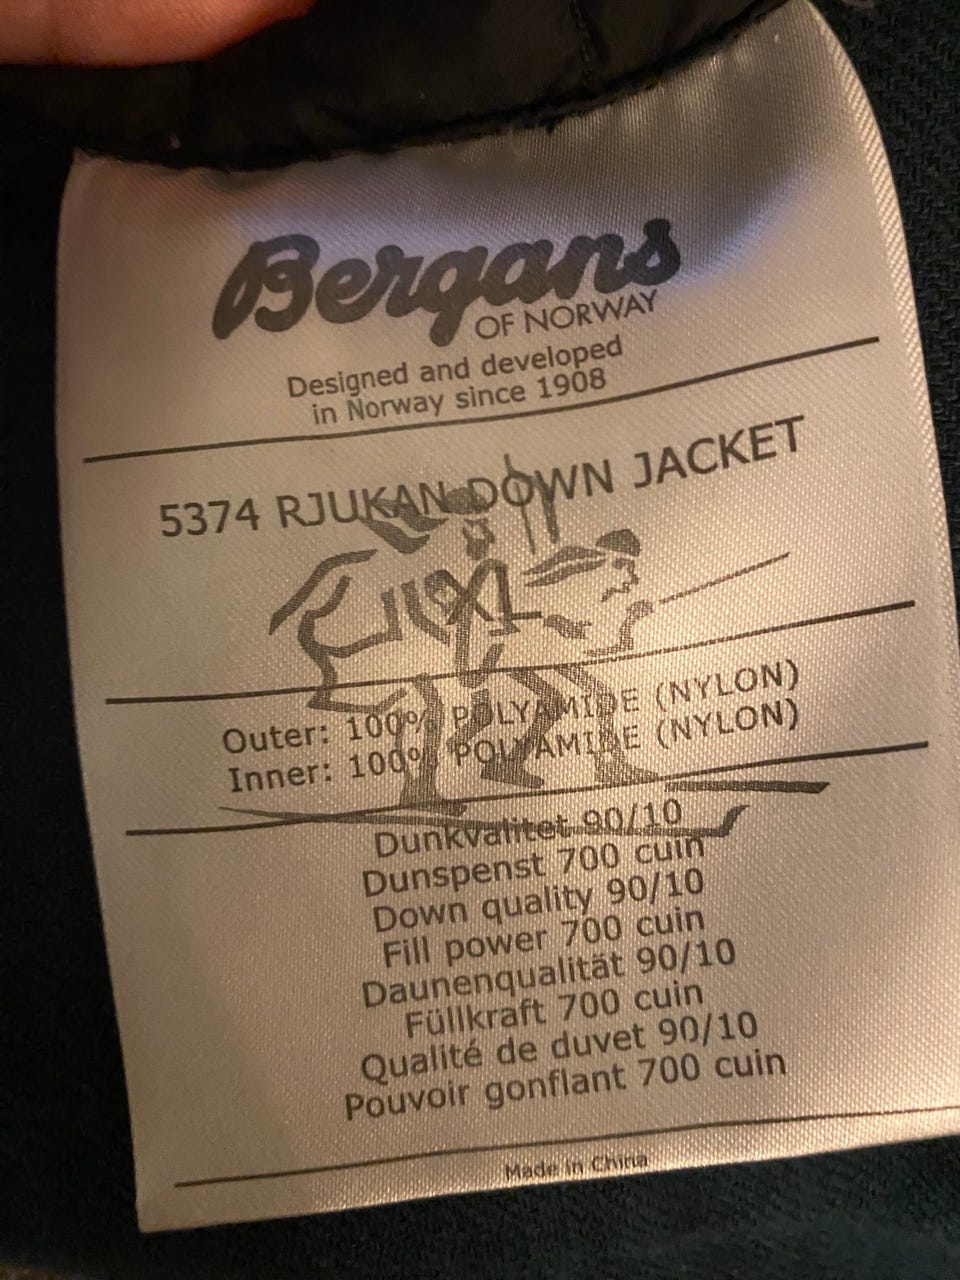 Bergans
OF NORWAY
Designed and developed
in Norway since 1908
5374 RJUKAN DOWN JACKET
XL
Outer: 100% POLYAMIDE (NYLON)
Inner: 100% POLYAMIDE (NYLON)
Dunkvalitet 90/10
Dunspenst 700 cuin
Down quality 90/10
Fill power 700 cuin
Daunenqualität 90/10
Füllkraft 700 cuin
Qualité de duvet 90/10
Pouvoir gonflant 700 cuin
Made in China